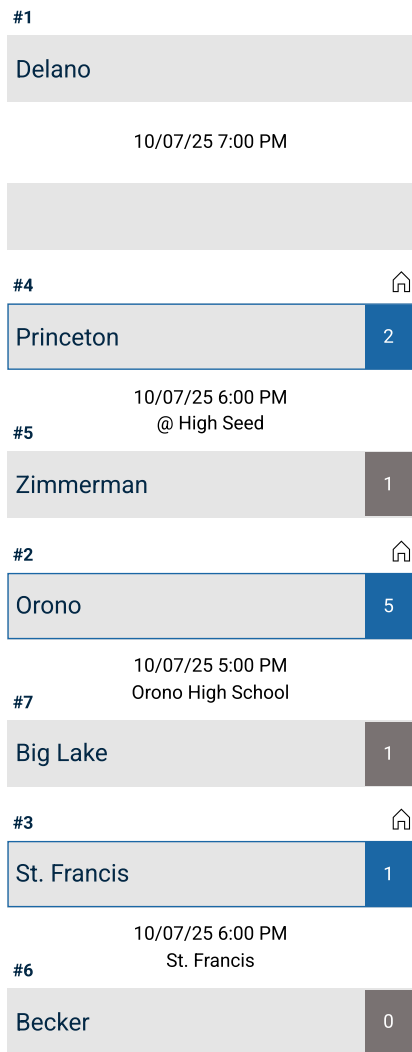 #1
Delano
10/07/25 7:00 PM
#4
Princeton 2
10/07/25 6:00 PM
@ High Seed
#5
Zimmerman 1
#2
Orono 5
10/07/25 5:00 PM
Orono High School
#7
Big Lake 1
#3
St. Francis 1
10/07/25 6:00 PM
St. Francis
#6
Becker 0